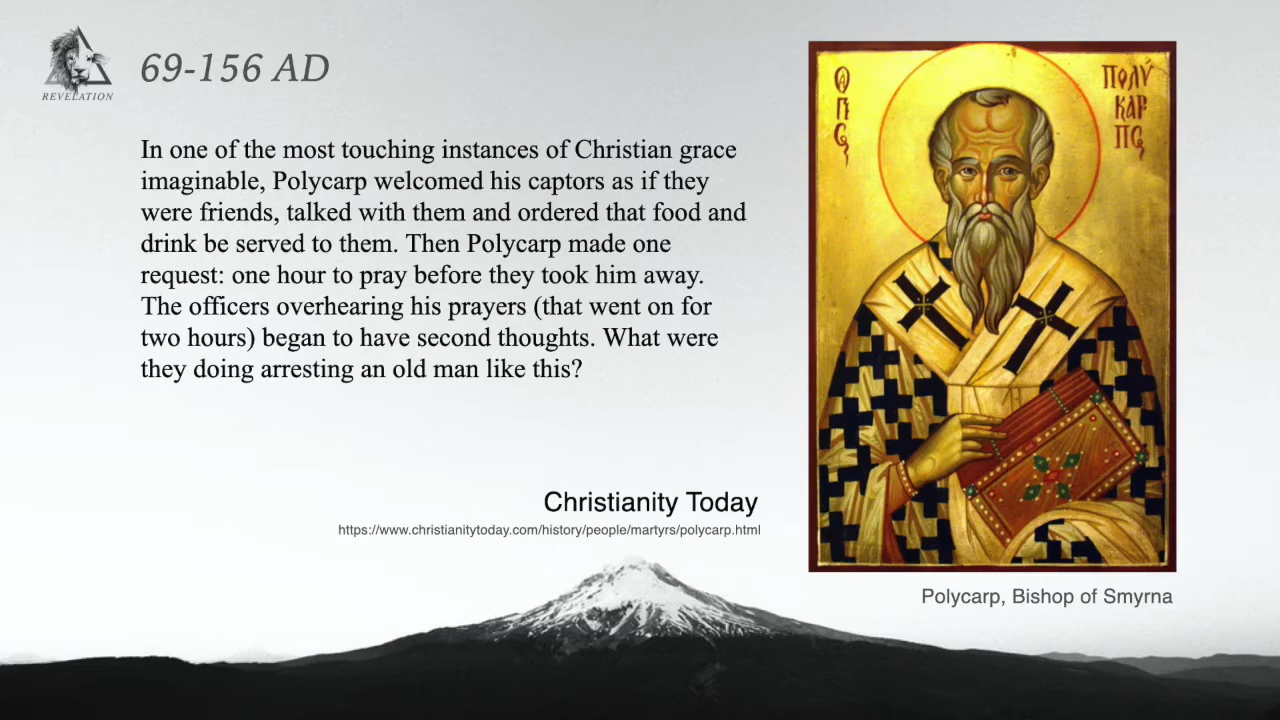 REVELATION
69-156 AD
In one of the most touching instances of Christian grace
imaginable, Polycarp welcomed his captors as if they
were friends, talked with them and ordered that food and
drink be served to them. Then Polycarp made one
request: one hour to pray before they took him away.
The officers overhearing his prayers (that went on for
two hours) began to have second thoughts. What were
they doing arresting an old man like this?
Christianity Today
https://www.christianitytoday.com/history/people/martyrs/polycarp.html
ΠΟΛΥ
ΚΑΡ
Polycarp, Bishop of Smyrna